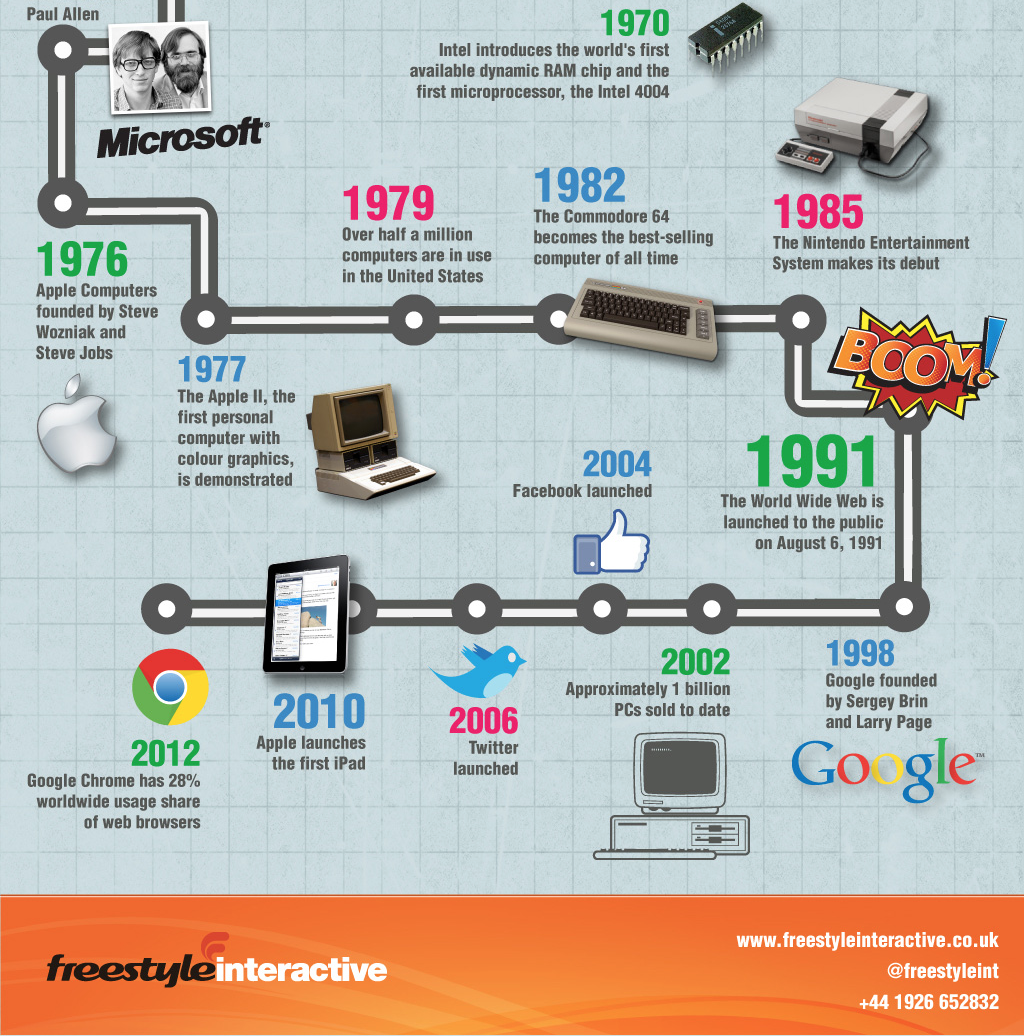 Paul Allen
Microsoft®
1970
Intel introduces the world's first
available dynamic RAM chip and the
first microprocessor, the Intel 4004
1976
Apple Computers
founded by Steve
Wozniak and
Steve Jobs
1977
The Apple II, the
first personal
computer with
colour graphics,
is demonstrated
1979
Over half a million
computers are in use
in the United States
1982
The Commodore 64
becomes the best-selling
computer of all time
1985
The Nintendo Entertainment
System makes its debut
BOOM!
1991
The World Wide Web is
launched to the public
on August 6, 1991
1998
Google founded
by Sergey Brin
and Larry Page
Google™
2002
Approximately 1 billion
PCs sold to date
2004
Facebook launched
2006
Twitter
launched
2010
Apple launches
the first iPad
2012
Google Chrome has 28%
worldwide usage share
of web browsers
freestyleinteractive
www.freestyleinteractive.co.uk
@freestyleint
+44 1926 652832